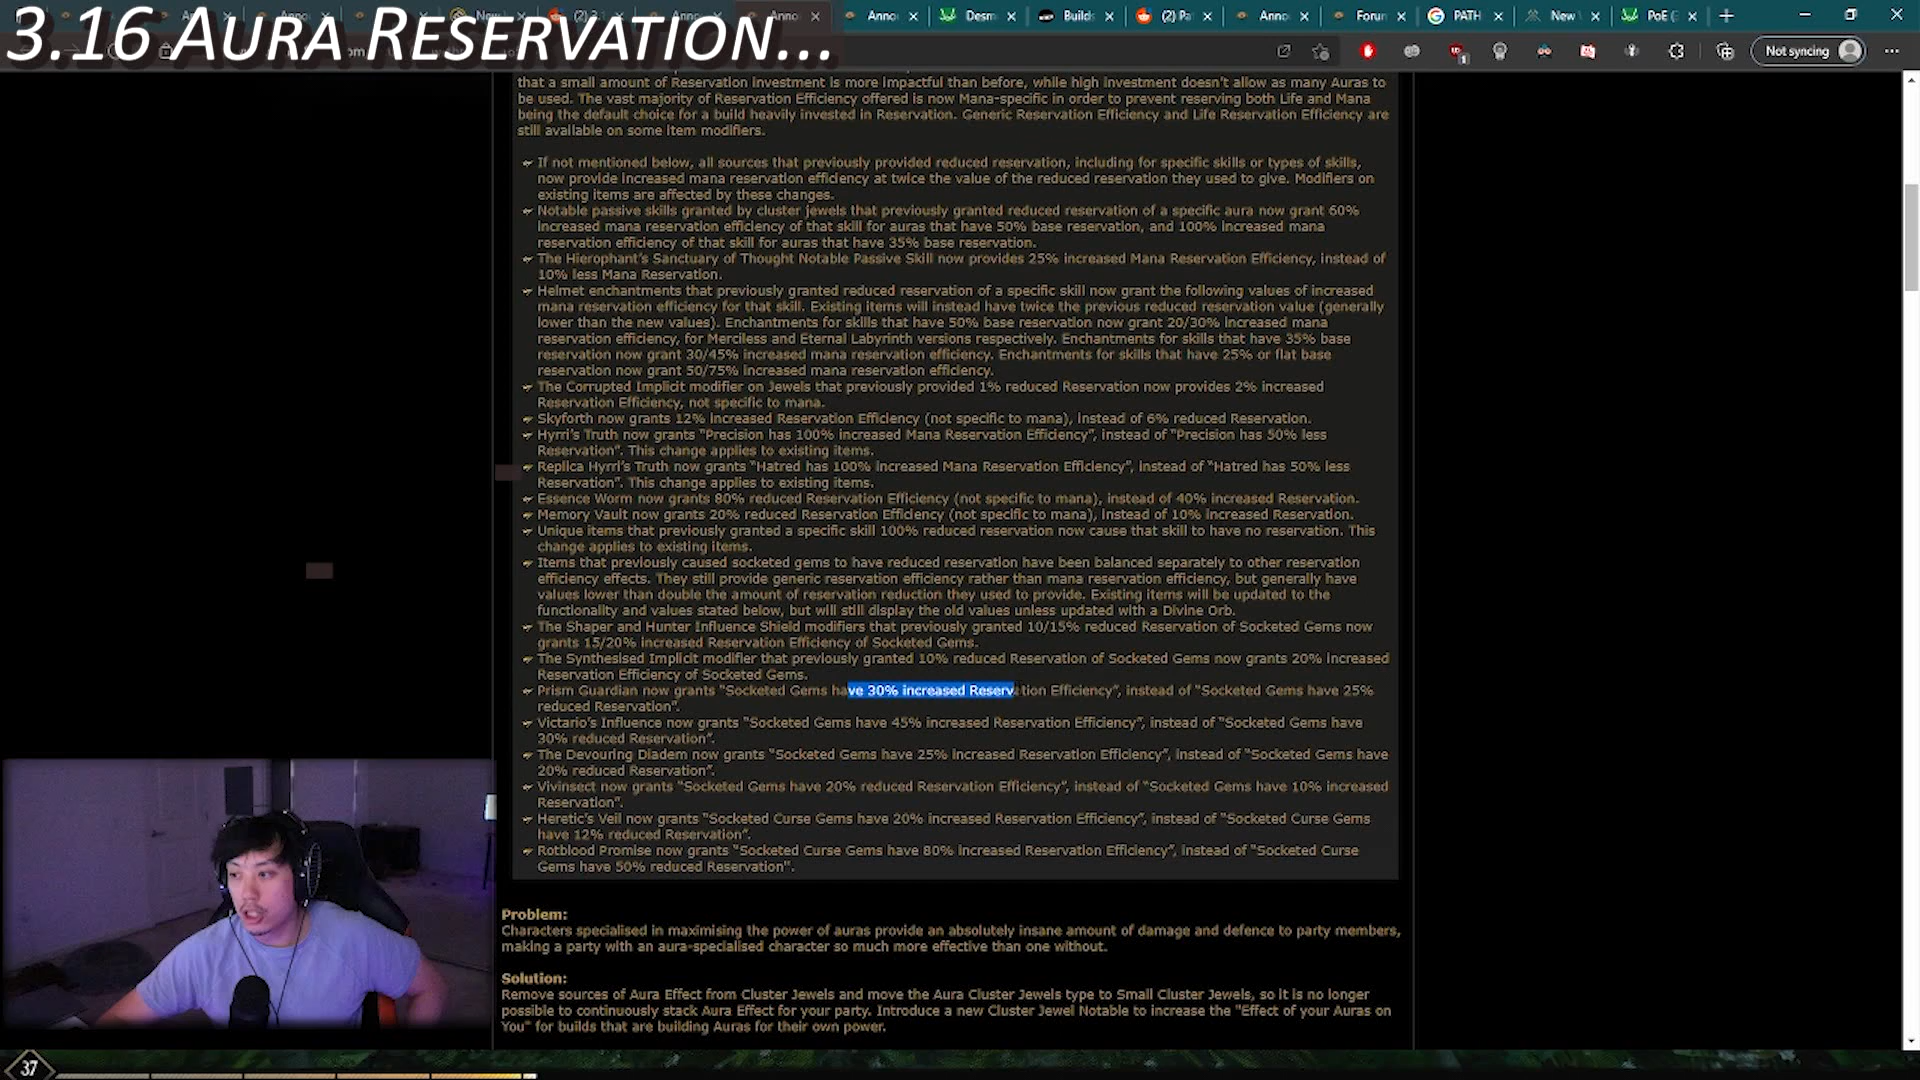 3.16 AURA RESERVATION...
Anno
Anno
Desm
Builds
(2) Pa
Anno
Forum
PATH
New
PoE (
Not syncing
that a small amount of Reservation investment is more impactful than before, while high investment doesn't allow as many Auras to
be used. The vast majority of Reservation Efficiency offered is now Mana-specific in order to prevent reserving both Life and Mana
being the default choice for a build heavily invested in Reservation. Generic Reservation Efficiency and Life Reservation Efficiency are
still available on some item modifiers.
If not mentioned below, all sources that previously provided reduced reservation, including for specific skills or types of skills,
now provide increased mana reservation efficiency at twice the value of the reduced reservation they used to give. Modifiers on
existing items are affected by these changes.
Notable passive skills granted by cluster jewels that previously granted reduced reservation of a specific aura now grant 60%
increased mana reservation efficiency of that skill for auras that have 50% base reservation, and 100% increased mana
reservation efficiency of that skill for auras that have 35% base reservation.
The Hierophant's Sanctuary of Thought Notable Passive Skill now provides 25% increased Mana Reservation Efficiency, instead of
10% less Mana Reservation.
Helmet enchantments that previously granted reduced reservation of a specific skill now grant the following values of increased
mana reservation efficiency for that skill. Existing items will instead have twice the previous reduced reservation value (generally
lower than the new values). Enchantments for skills that have 50% base reservation now grant 20/30% increased mana
reservation efficiency, for Merciless and Eternal Labyrinth versions respectively. Enchantments for skills that have 35% base
reservation now grant 30/45% increased mana reservation efficiency. Enchantments for skills that have 25% or flat base
reservation now grant 50/75% increased mana reservation efficiency.
The Corrupted Implicit modifier on Jewels that previously provided 1% reduced Reservation now provides 2% increased
Reservation Efficiency, not specific to mana.
Skyforth now grants 12% increased Reservation Efficiency (not specific to mana), instead of 6% reduced Reservation.
Hyrri's Truth now grants "Precision has 100% increased Mana Reservation Efficiency", instead of "Precision has 50% less
Reservation". This change applies to existing items.
Replica Hyrri's Truth now grants "Hatred has 100% increased Mana Reservation Efficiency", instead of "Hatred has 50% less
Reservation". This change applies to existing items.
Essence Worm now grants 80% reduced Reservation Efficiency (not specific to mana), instead of 40% increased Reservation.
Memory Vault now grants 20% reduced Reservation Efficiency (not specific to mana), instead of 10% increased Reservation.
Unique items that previously granted a specific skill 100% reduced reservation now cause that skill to have no reservation. This
change applies to existing items.
Items that previously caused socketed gems to have reduced reservation have been balanced separately to other reservation
efficiency effects. They still provide generic reservation efficiency rather than mana reservation efficiency, but generally have
values lower than double the amount of reservation reduction they used to provide. Existing items will be updated to the
functionality and values stated below, but will still display the old values unless updated with a Divine Orb.
The Shaper and Hunter Influence Shield modifiers that previously granted 10/15% reduced Reservation of Socketed Gems now
grants 15/20% increased Reservation Efficiency of Socketed Gems.
The Synthesised Implicit modifier that previously granted 10% reduced Reservation of Socketed Gems now grants 20% increased
Reservation Efficiency of Socketed Gems.
Prism Guardian now grants "Socketed Gems have 30% increased Reservation Efficiency", instead of "Socketed Gems have 25%
reduced Reservation".
Victario's Influence now grants "Socketed Gems have 45% increased Reservation Efficiency", instead of "Socketed Gems have
30% reduced Reservation".
The Devouring Diadem now grants "Socketed Gems have 25% increased Reservation Efficiency", instead of "Socketed Gems have
20% reduced Reservation".
Vivinsect now grants "Socketed Gems have 20% reduced Reservation Efficiency", instead of "Socketed Gems have 10% increased
Reservation".
Heretic's Veil now grants "Socketed Curse Gems have 20% increased Reservation Efficiency", instead of "Socketed Curse Gems
have 12% reduced Reservation".
Rotblood Promise now grants "Socketed Curse Gems have 80% increased Reservation Efficiency", instead of "Socketed Curse
Gems have 50% reduced Reservation".
Problem:
Characters specialised in maximising the power of auras provide an absolutely insane amount of damage and defence to party members,
making a party with an aura-specialised character so much more effective than one without.
Solution:
Remove sources of Aura Effect from Cluster Jewels and move the Aura Cluster Jewels type to Small Cluster Jewels, so it is no longer
possible to continuously stack Aura Effect for your party. Introduce a new Cluster Jewel Notable to increase the "Effect of your Auras on
You" for builds that are building Auras for their own power.
37